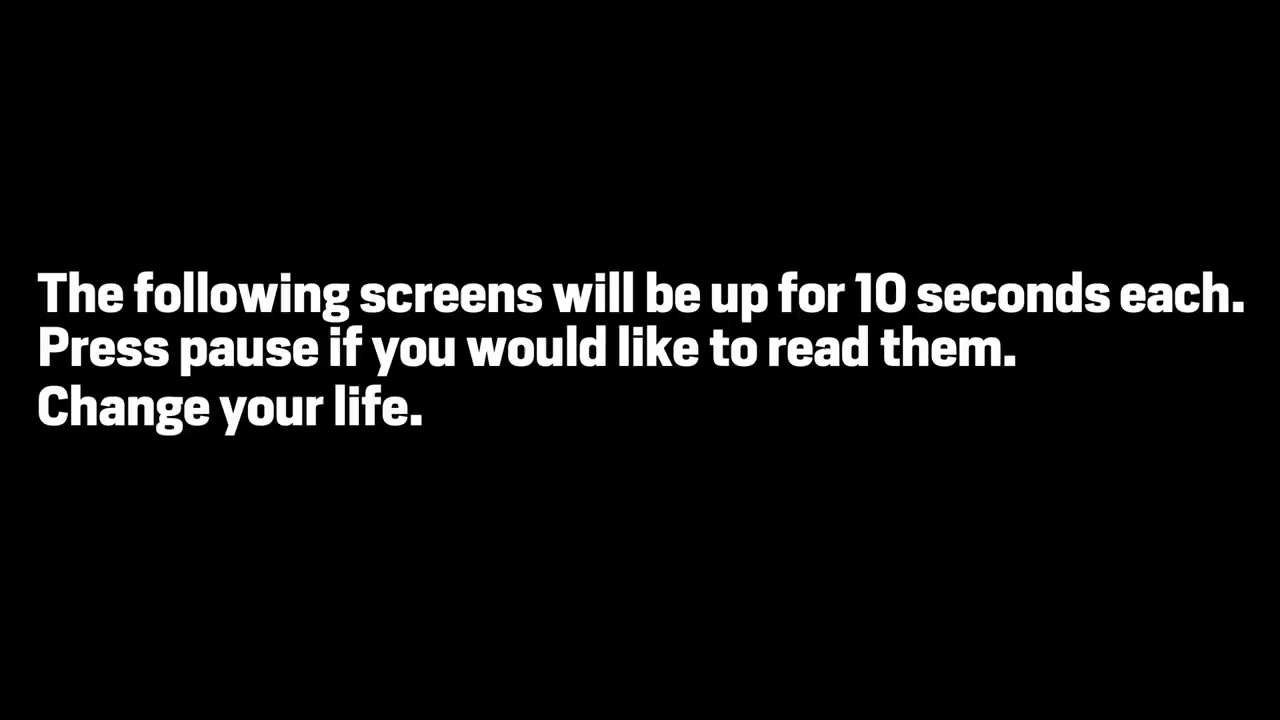 The following screens will be up for 10 seconds each.
Press pause if you would like to read them.
Change your life.